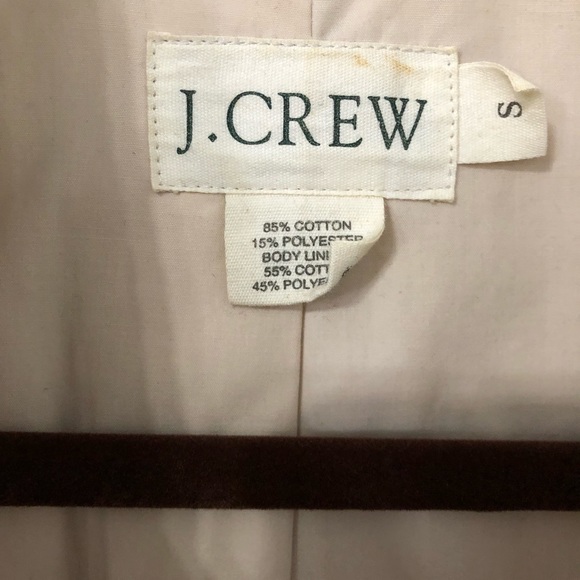 J.CREW
S
85% COTTON
15% POLYESTER
BODY
55%
45%